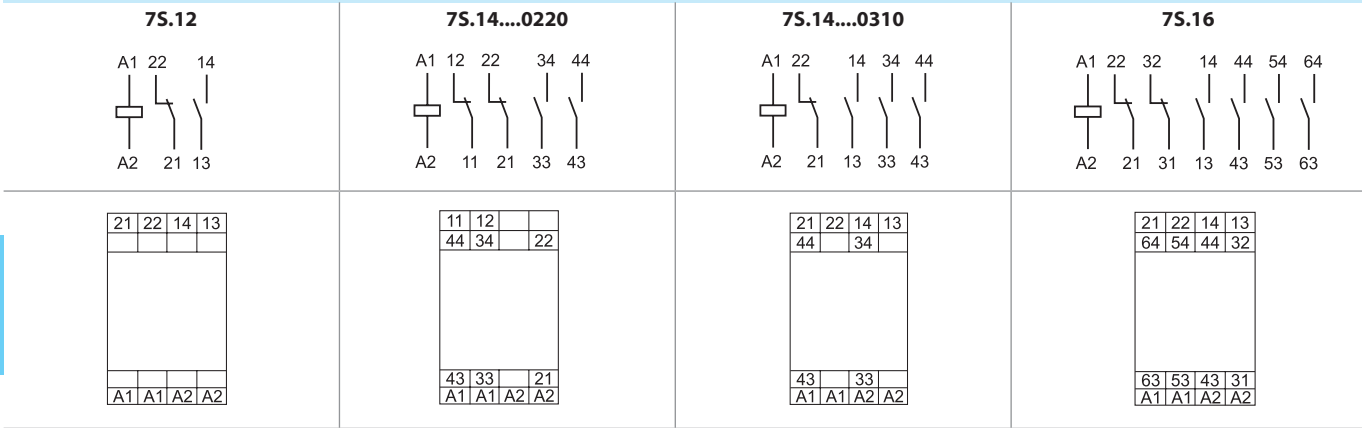 7S.12
7S.14....0220
7S.14....0310
7S.16
A1 22 14
A2 21 13
A1 12 22 34 44
A2 11 21 33 43
A1 22 14 34 44
A2 21 13 33 43
A1 22 32 14 44 54 64
A2 21 31 13 43 53 63
21 22 14 13
A1 A1 A2 A2
11 12
44 34 22
43 33 21
A1 A1 A2 A2
21 22 14 13
44 34
43 33
A1 A1 A2 A2
21 22 14 13
64 54 44 32
63 53 43 31
A1 A1 A2 A2